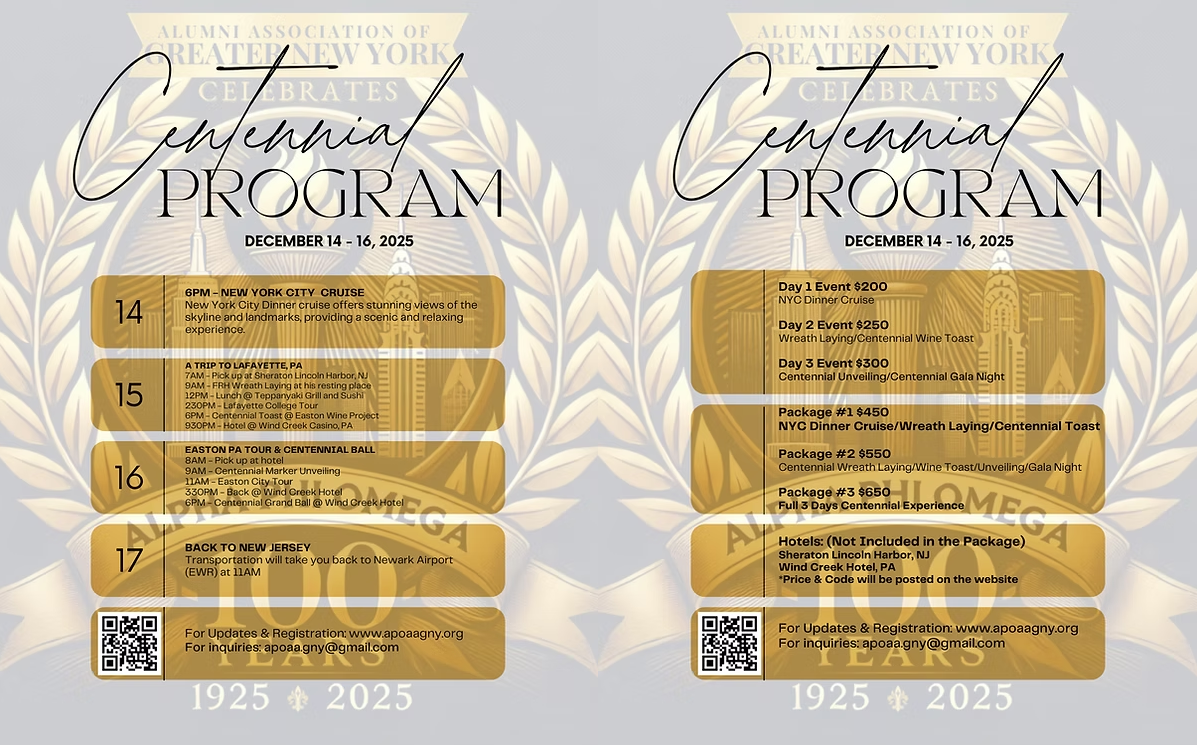 ALUMNI ASSOCIATION OF
GREATER NEW YORK
CELEBRATES
Centennial
PROGRAM
DECEMBER 14 - 16, 2025
14
6PM - NEW YORK CITY CRUISE
New York City Dinner cruise offers stunning views of the
skyline and landmarks, providing a scenic and relaxing
experience.
15
A TRIP TO LAFAYETTE, PA
7AM - Pick up at Sheraton Lincoln Harbor, NJ
9AM - FRH Wreath Laying at his resting place
12PM - Lunch @ Teppanyaki Grill and Sushi
230PM - Lafayette College Tour
6PM - Centennial Toast @ Easton Wine Project
930PM - Hotel @ Wind Creek Casino, PA
16
EASTON PA TOUR & CENTENNIAL BALL
8AM - Pick up at hotel
9AM - Centennial Marker Unveiling
11AM - Easton City Tour
330PM - Back @ Wind Creek Hotel
6PM - Centennial Grand Ball @ Wind Creek Hotel
ALPHA PHI OMEGA
17
BACK TO NEW JERSEY
Transportation will take you back to Newark Airport
(EWR) at 11AM
100
For Updates & Registration: www.apoaagny.org
For inquiries: apoaa.gny@gmail.com
YEARS
1925 2025
ALUMNI ASSOCIATION OF
GREATER NEW YORK
CELEBRATES
Centennial
PROGRAM
DECEMBER 14 - 16, 2025
Day 1 Event $200
NYC Dinner Cruise
Day 2 Event $250
Wreath Laying/Centennial Wine Toast
Day 3 Event $300
Centennial Unveiling/Centennial Gala Night
Package #1 $450
NYC Dinner Cruise/Wreath Laying/Centennial Toast
Package #2 $550
Centennial Wreath Laying/Wine Toast/Unveiling/Gala Night
Package #3 $650
Full 3 Days Centennial Experience
ALPHA PHI OMEGA
Hotels: (Not Included in the Package)
Sheraton Lincoln Harbor, NJ
Wind Creek Hotel, PA
*Price & Code will be posted on the website
100
For Updates & Registration: www.apoaagny.org
For inquiries: apoaa.gny@gmail.com
YEARS
1925 2025